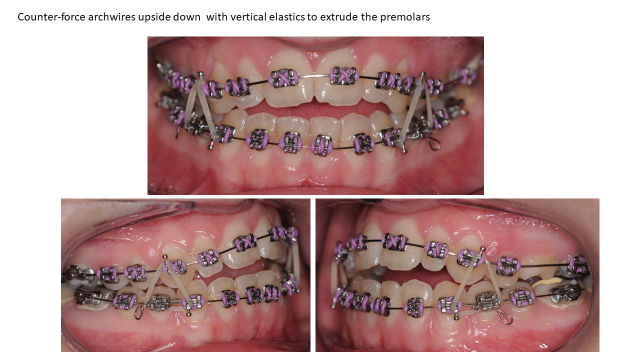 Counter-force archwires upside down  with vertical elastics to extrude the premolars